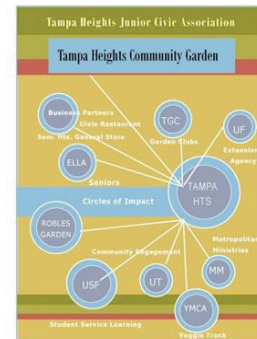 Tampa Heights Junior Civic Association
Tampa Heights Community Garden
Business Partners
Ulele Restaurant
Sem. Hts. General Store
TGC
Garden Clubs
UF
Extension
Agency
ELLA
Seniors
TAMPA
HTS
Circles of Impact
ROBLES
GARDEN
Community Engagument
Metropolitan
Ministries
USF
UT
MM
YMCA
Student Service Learning
Veggie Truck